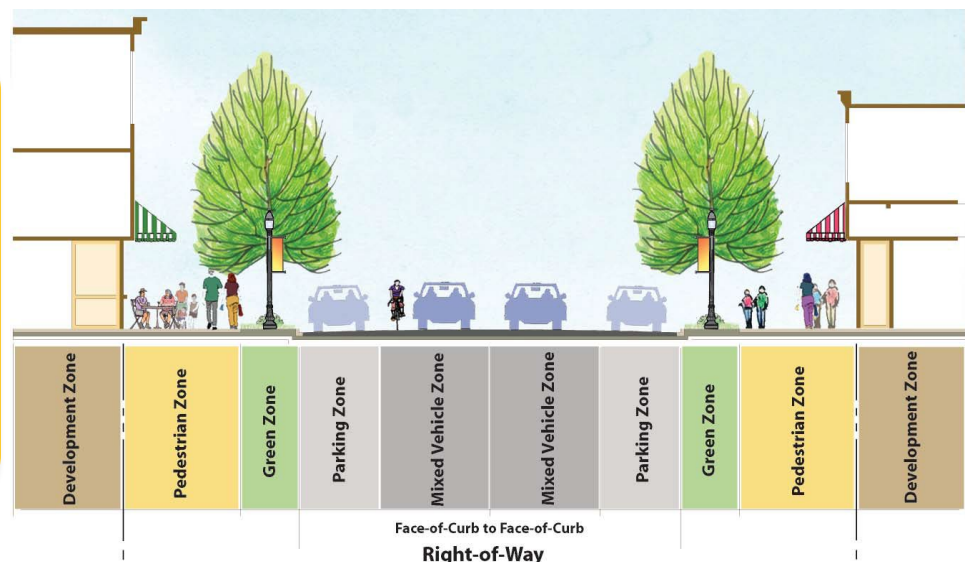 Development Zone
Pedestrian Zone
Green Zone
Parking Zone
Mixed Vehicle Zone
Mixed Vehicle Zone
Parking Zone
Green Zone
Pedestrian Zone
Development Zone
Face-of-Curb to Face-of-Curb
Right-of-Way